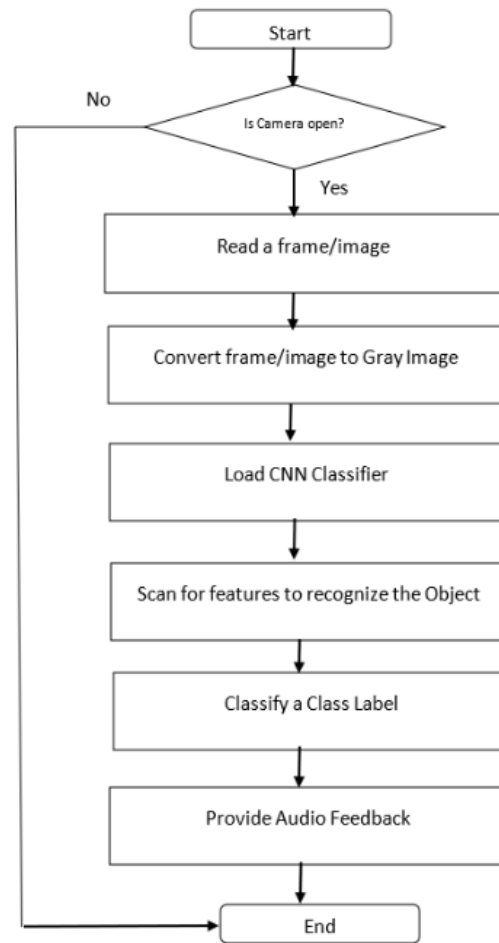 Start
No
Is Camera open?
Yes
Read a frame/image
Convert frame/image to Gray Image
Load CNN Classifier
Scan for features to recognize the Object
Classify a Class Label
Provide Audio Feedback
End